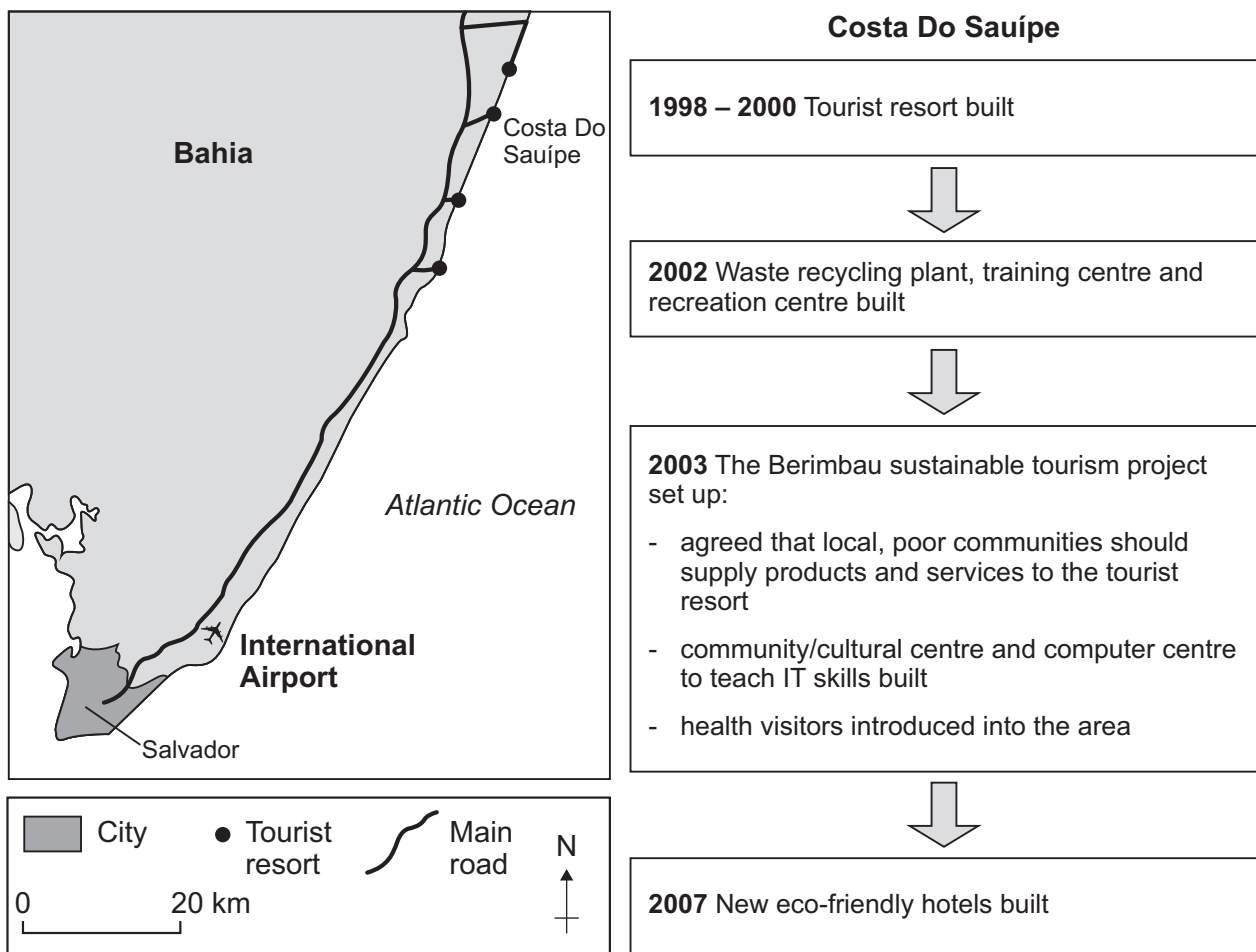 Bahia
Costa Do
Sauípe
Atlantic Ocean
International
Airport
Salvador
City
Tourist
resort
Main
road
N
0 20 km
Costa Do Sauípe
1998 – 2000 Tourist resort built
2002 Waste recycling plant, training centre and
recreation centre built
2003 The Berimbau sustainable tourism project
set up:
- agreed that local, poor communities should
supply products and services to the tourist
resort
- community/cultural centre and computer centre
to teach IT skills built
- health visitors introduced into the area
2007 New eco-friendly hotels built